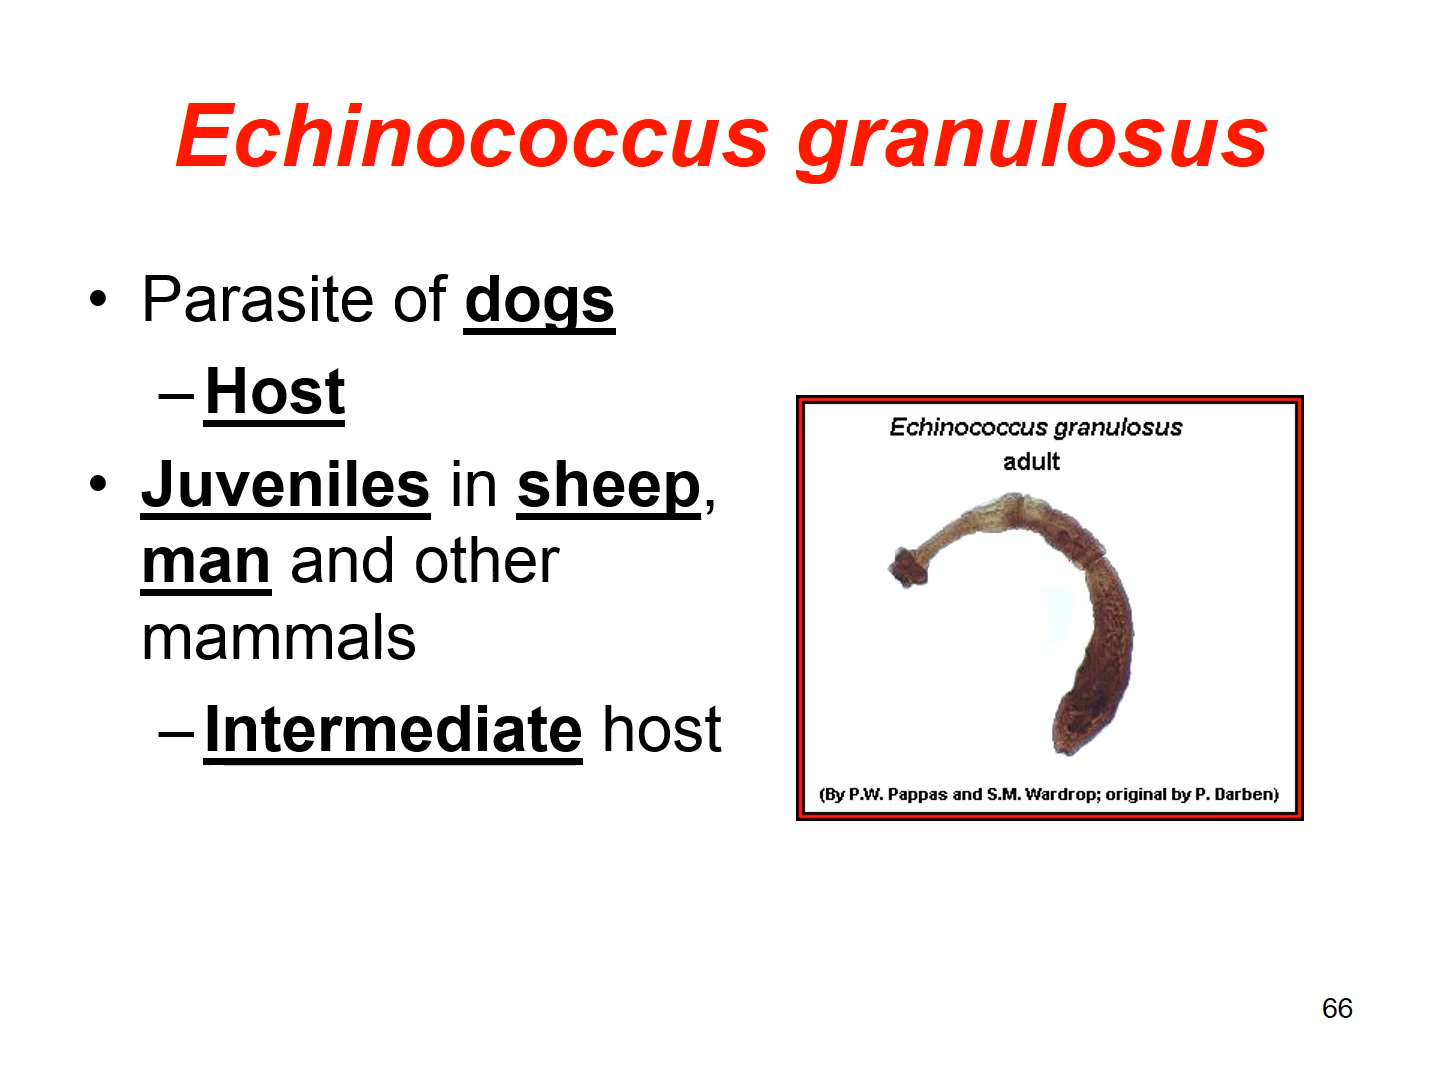 Echinococcus granulosus
• Parasite of dogs
– Host
• Juveniles in sheep,
man and other
mammals
– Intermediate host
Echinococcus granulosus
adult
(By P.W. Pappas and S.M. Wardrop; original by P. Darben)
66